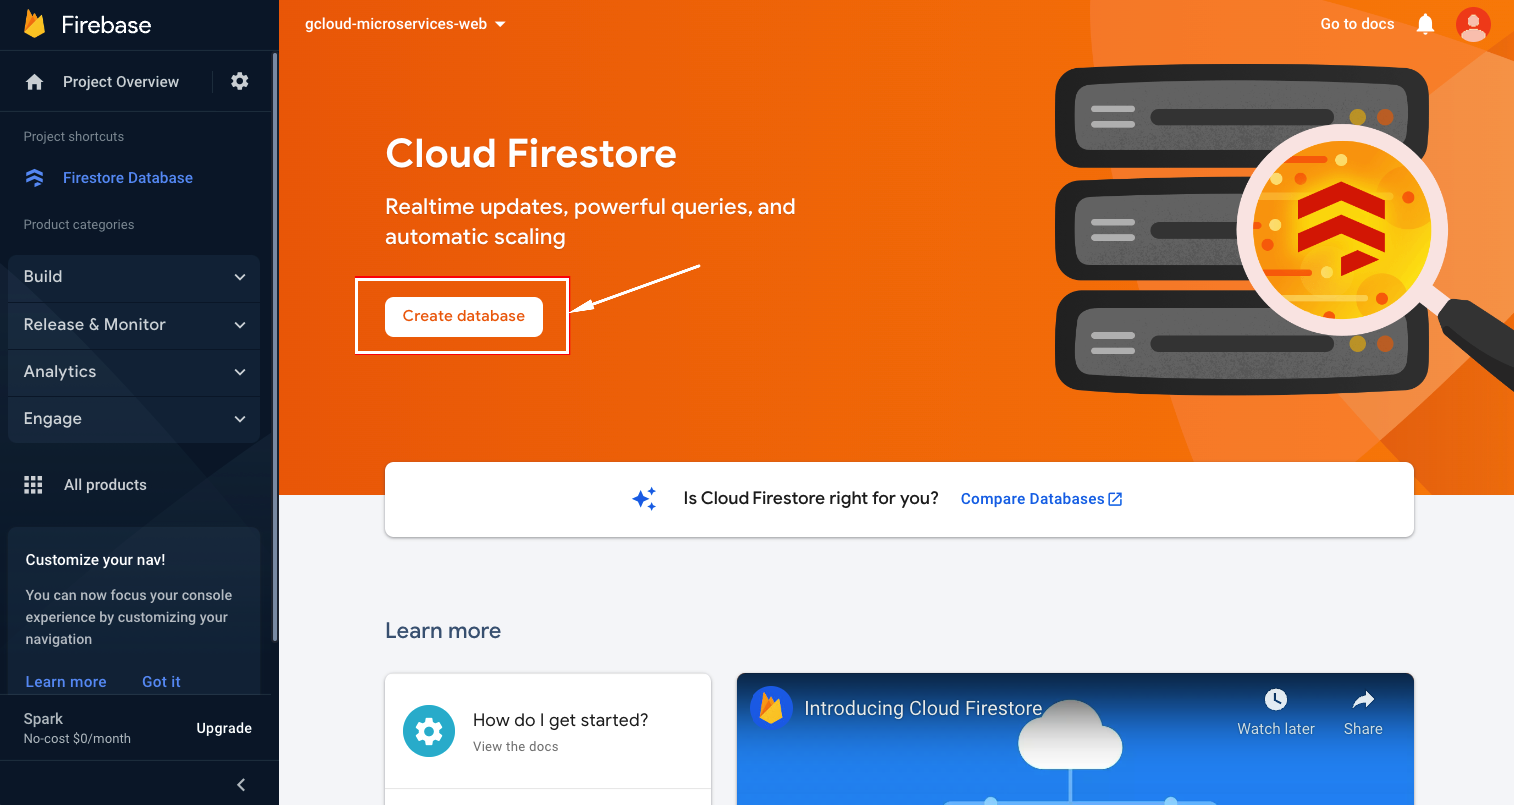 Firebase
Project Overview
Project shortcuts
Firestore Database
Product categories
Build
Release & Monitor
Analytics
Engage
All products
Customize your nav!
You can now focus your console
experience by customizing your
navigation
Learn more Got it
Spark
No-cost $0/month
Upgrade
gcloud-microservices-web
Go to docs
Cloud Firestore
Realtime updates, powerful queries, and
automatic scaling
Create database
Is Cloud Firestore right for you? Compare Databases
Learn more
How do I get started?
View the docs
Introducing Cloud Firestore
Watch later
Share